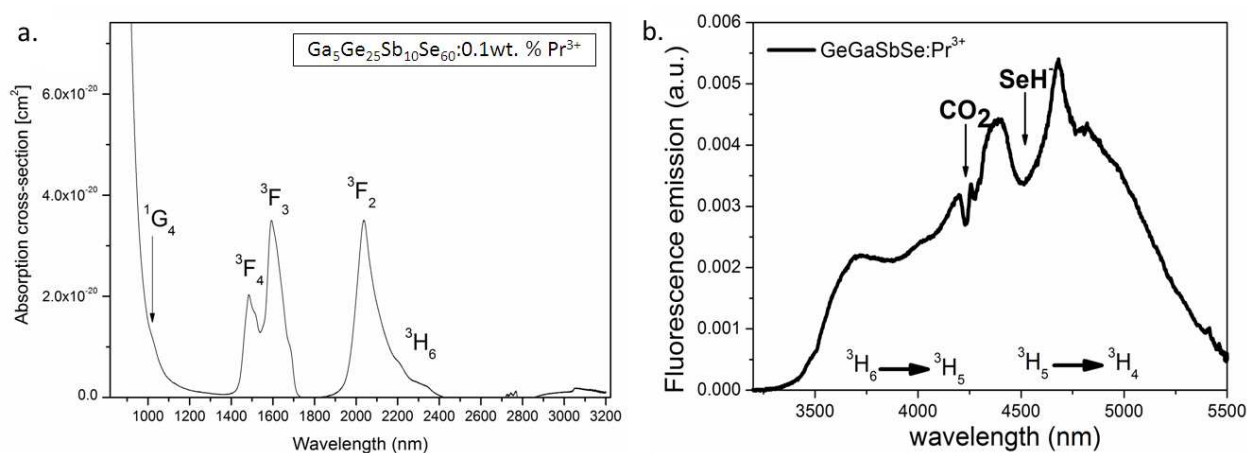 a.
Ga₅Ge₂₅Sb₁₀Se₆₀:0.1wt. % Pr³⁺
Absorption cross-section [cm²]
6.0x10⁻²⁰
4.0x10⁻²⁰
2.0x10⁻²⁰
0.0
¹G₄
³F₄
³F₃
³F₂
³H₆
1000 1200 1400 1600 1800 2000 2200 2400 2600 2800 3000 3200
Wavelength (nm)
b.
GeGaSbSe:Pr³⁺
Fluorescence emission (a.u.)
0.006
0.005
0.004
0.003
0.002
0.001
0.000
CO₂
SeH⁻
³H₆ ³H₅ ³H₅ ³H₄
3500 4000 4500 5000 5500
wavelength (nm)